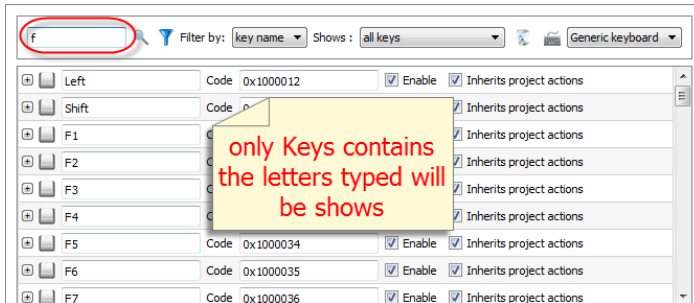 f Filter by: key name Shows : all keys Generic keyboard
Left Code 0x1000012 Enable Inherits project actions
Shift Code Inherits project actions
F1 Inherits project actions
F2 Inherits project actions
F3 Inherits project actions
F4 Inherits project actions
only Keys contains
the letters typed will
be shows
F5 Code 0x1000034 Enable Inherits project actions
F6 Code 0x1000035 Enable Inherits project actions
F7 Code 0x1000036 Enable Inherits project actions